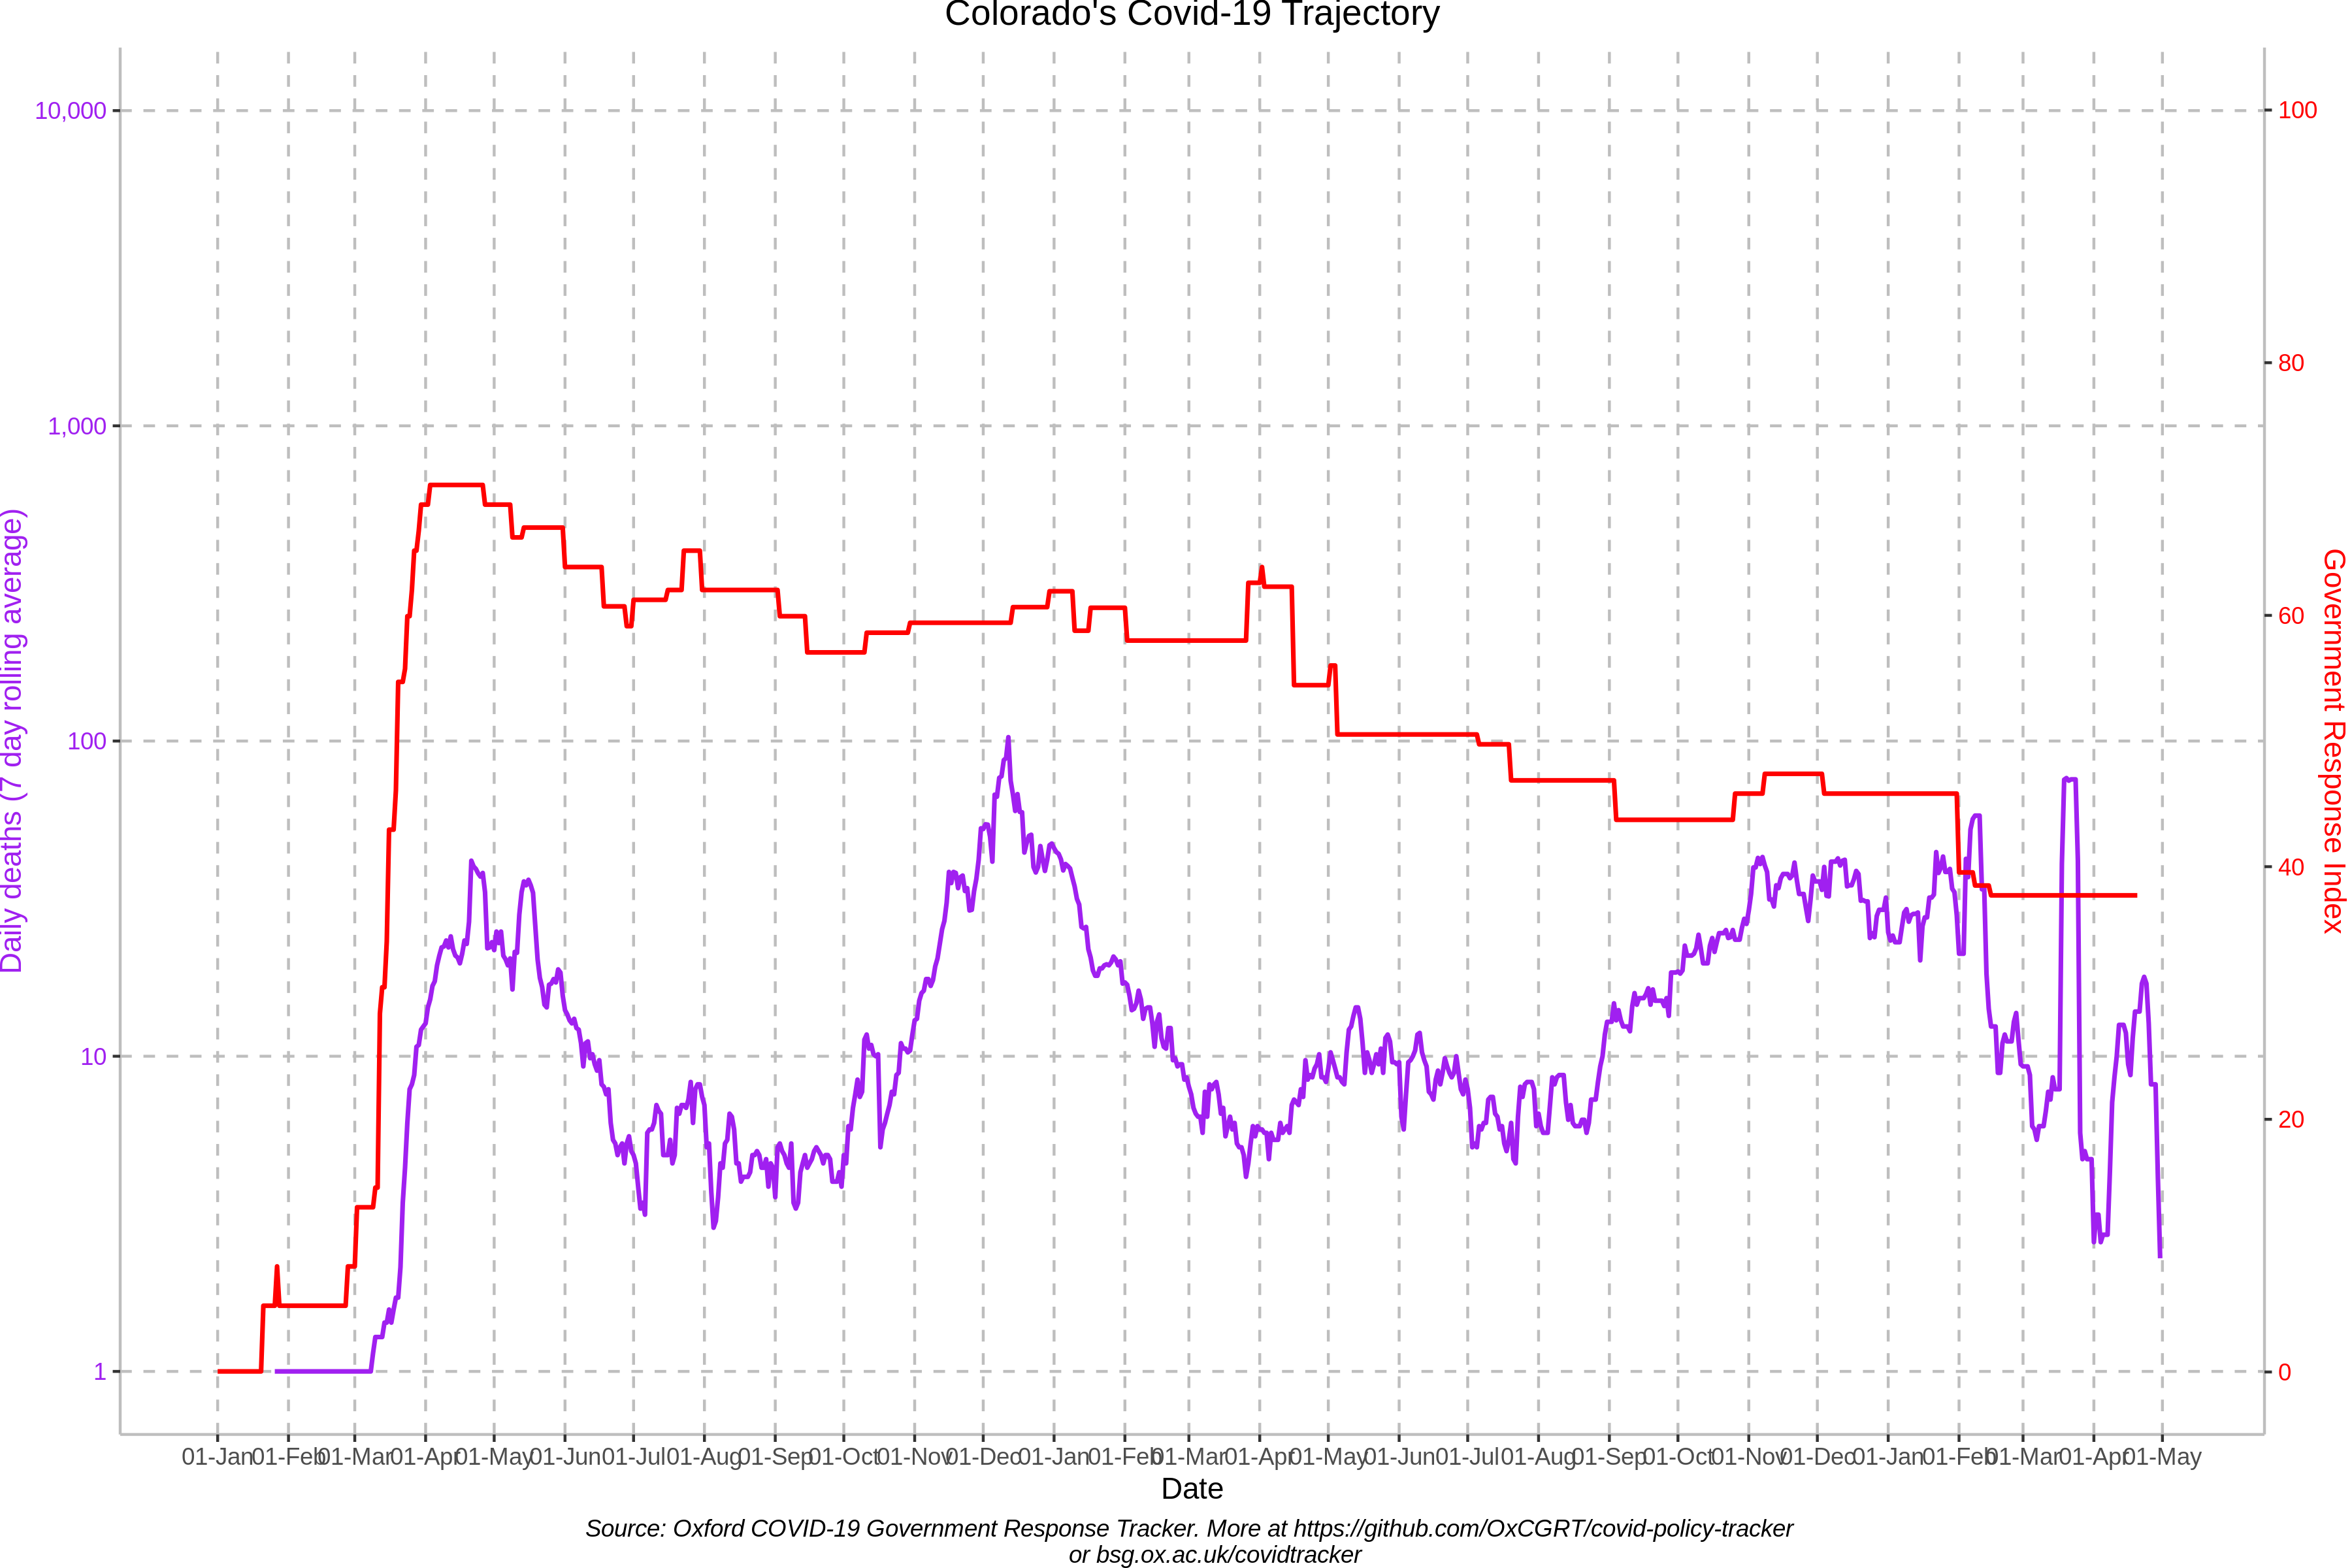 Colorado's Covid-19 Trajectory
10,000
1,000
100
10
1
Daily deaths (7 day rolling average)
100
80
60
40
20
0
Government Response Index
01-Jan 01-Feb 01-Mar 01-Apr 01-May 01-Jun 01-Jul 01-Aug 01-Sep 01-Oct 01-Nov 01-Dec 01-Jan 01-Feb 01-Mar 01-Apr 01-May 01-Jun 01-Jul 01-Aug 01-Sep 01-Oct 01-Nov 01-Dec 01-Jan 01-Feb 01-Mar 01-Apr 01-May
Date
Source: Oxford COVID-19 Government Response Tracker. More at https://github.com/OxCGRT/covid-policy-tracker
or bsg.ox.ac.uk/covidtracker